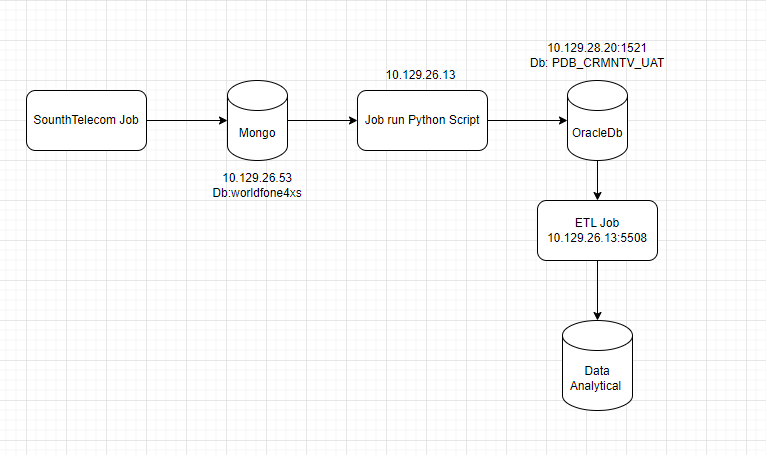 SounthTelecom Job
Mongo
10.129.26.53
Db:worldfone4xs
10.129.26.13
Job run Python Script
10.129.28.20:1521
Db: PDB_CRMNTV_UAT
OracleDb
ETL Job
10.129.26.13:5508
Data
Analytical